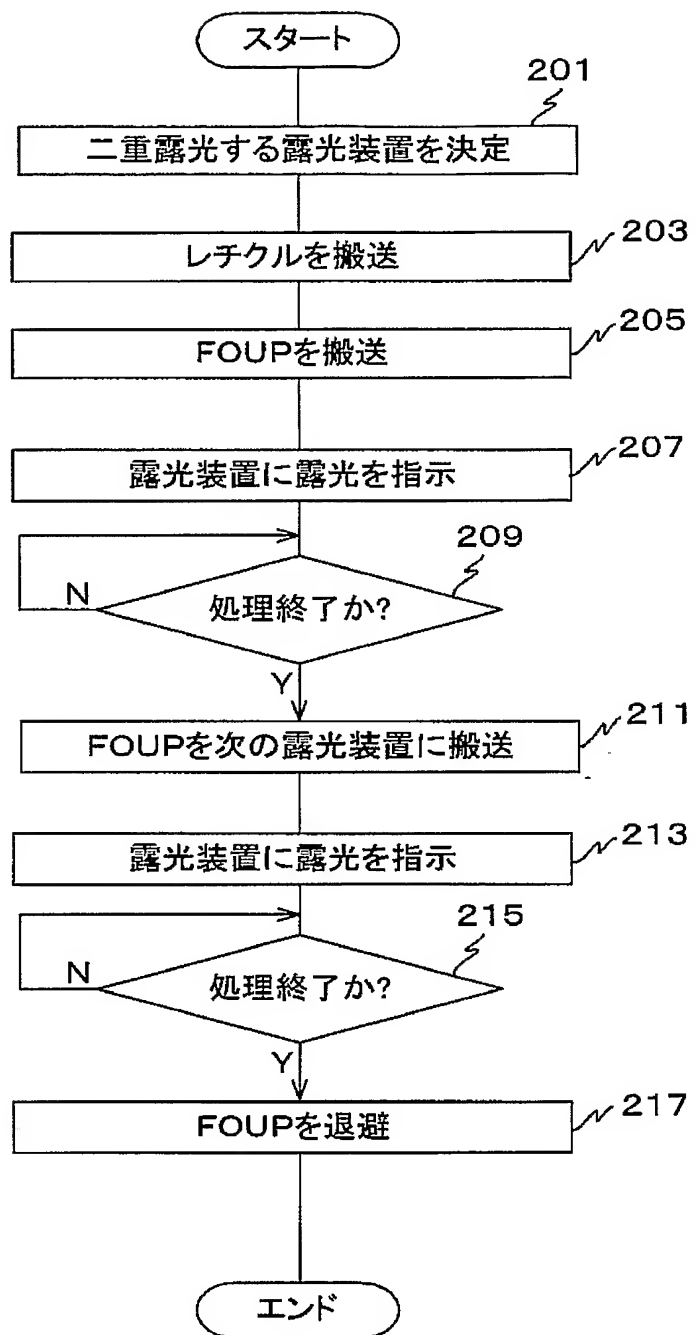 スタート
201
二重露光する露光装置を決定
203
レチクルを搬送
205
FOUPを搬送
207
露光装置に露光を指示
209
N
処理終了か?
Y
211
FOUPを次の露光装置に搬送
213
露光装置に露光を指示
215
N
処理終了か?
Y
217
FOUPを退避
エンド